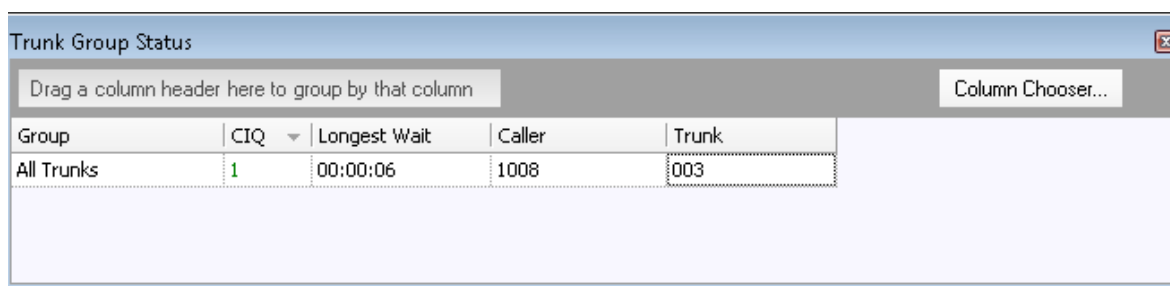 Trunk Group Status
Drag a column header here to group by that column
Column Chooser...
Group CIQ Longest Wait Caller Trunk
All Trunks 1 00:00:06 1008 003